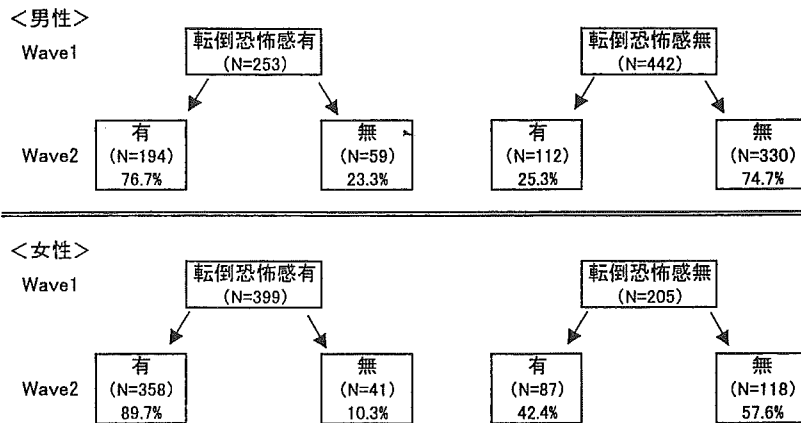 <男性>
Wave1
転倒恐怖感有
(N=253)
転倒恐怖感無
(N=442)
Wave2
有
(N=194)
76.7%
無
(N=59)
23.3%
有
(N=112)
25.3%
無
(N=330)
74.7%
<女性>
Wave1
転倒恐怖感有
(N=399)
転倒恐怖感無
(N=205)
Wave2
有
(N=358)
89.7%
無
(N=41)
10.3%
有
(N=87)
42.4%
無
(N=118)
57.6%